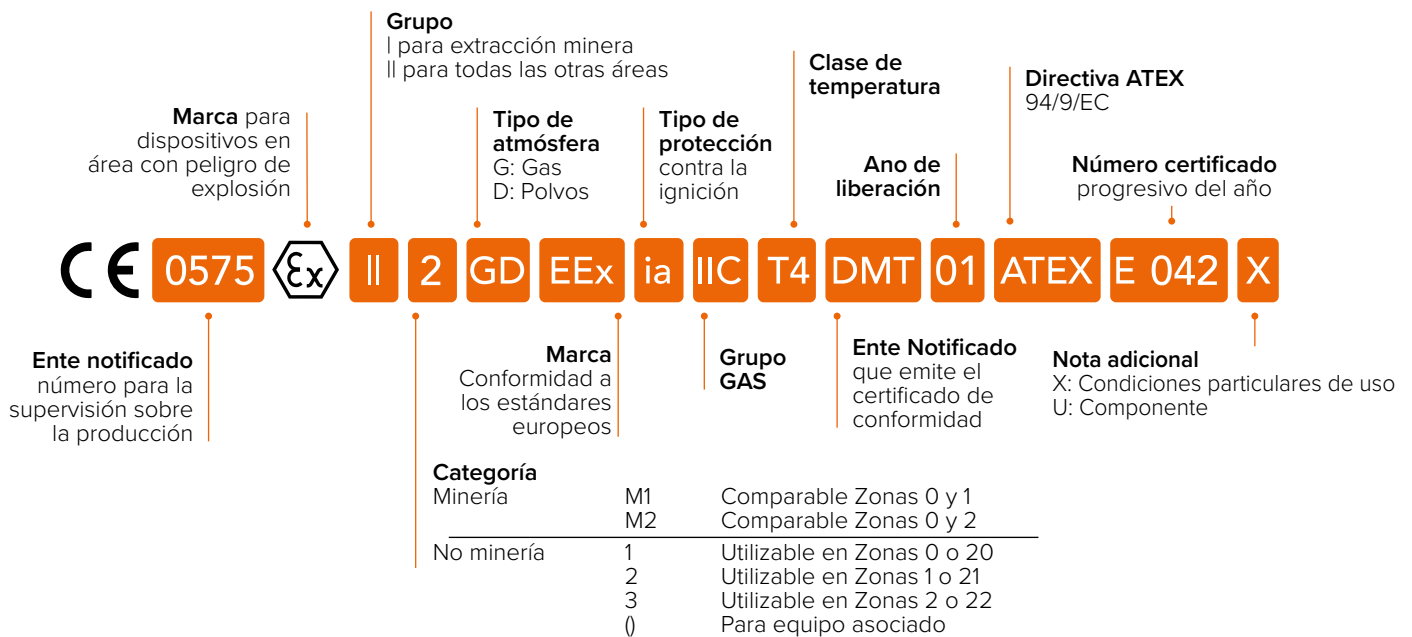 Grupo
I para extracción minera
II para todas las otras áreas
Marca para
dispositivos en
área con peligro de
explosión
Tipo de
atmósfera
G: Gas
D: Polvos
Tipo de
protección
contra la
ignición
Clase de
temperatura
Ano de
liberación
Directiva ATEX
94/9/EC
Número certificado
progresivo del año
CE 0575 Ex II 2 GD EEx ia IIC T4 DMT 01 ATEX E 042 X
Ente notificado
número para la
supervisión sobre
la producción
Marca
Conformidad a
los estándares
europeos
Grupo
GAS
Ente Notificado
que emite el
certificado de
conformidad
Nota adicional
X: Condiciones particulares de uso
U: Componente
Categoría
Minería M1 Comparable Zonas 0 y 1
M2 Comparable Zonas 0 y 2
No minería 1 Utilizable en Zonas 0 o 20
2 Utilizable en Zonas 1 o 21
3 Utilizable en Zonas 2 o 22
() Para equipo asociado